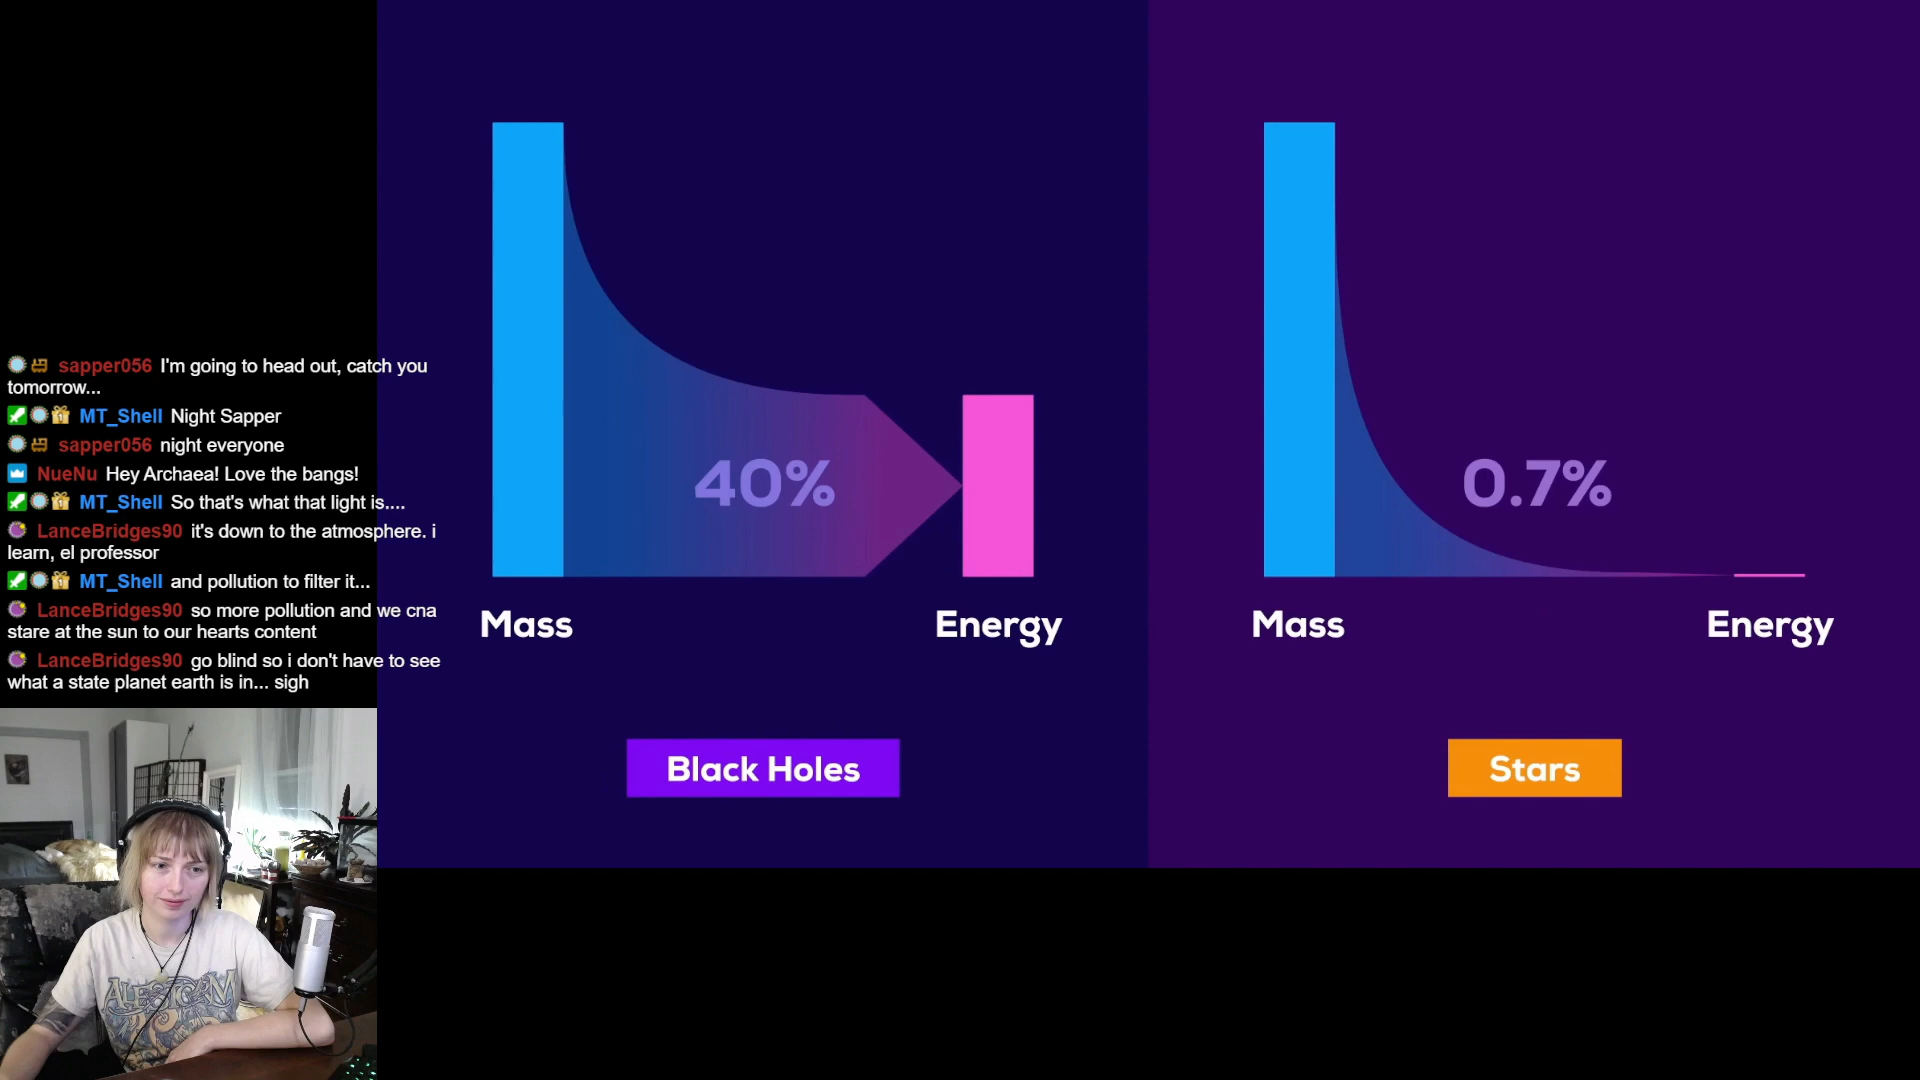 sapper056 I'm going to head out, catch you
tomorrow...
MT_Shell Night Sapper
sapper056 night everyone
NueNu Hey Archaea! Love the bangs!
MT_Shell So that's what that light is....
LanceBridges90 it's down to the atmosphere. i
learn, el professor
MT_Shell and pollution to filter it...
LanceBridges90 so more pollution and we cna
stare at the sun to our hearts content
LanceBridges90 go blind so i don't have to see
what a state planet earth is in... sigh
ALESTORM
40%
Mass
Energy
Black Holes
0.7%
Mass
Energy
Stars